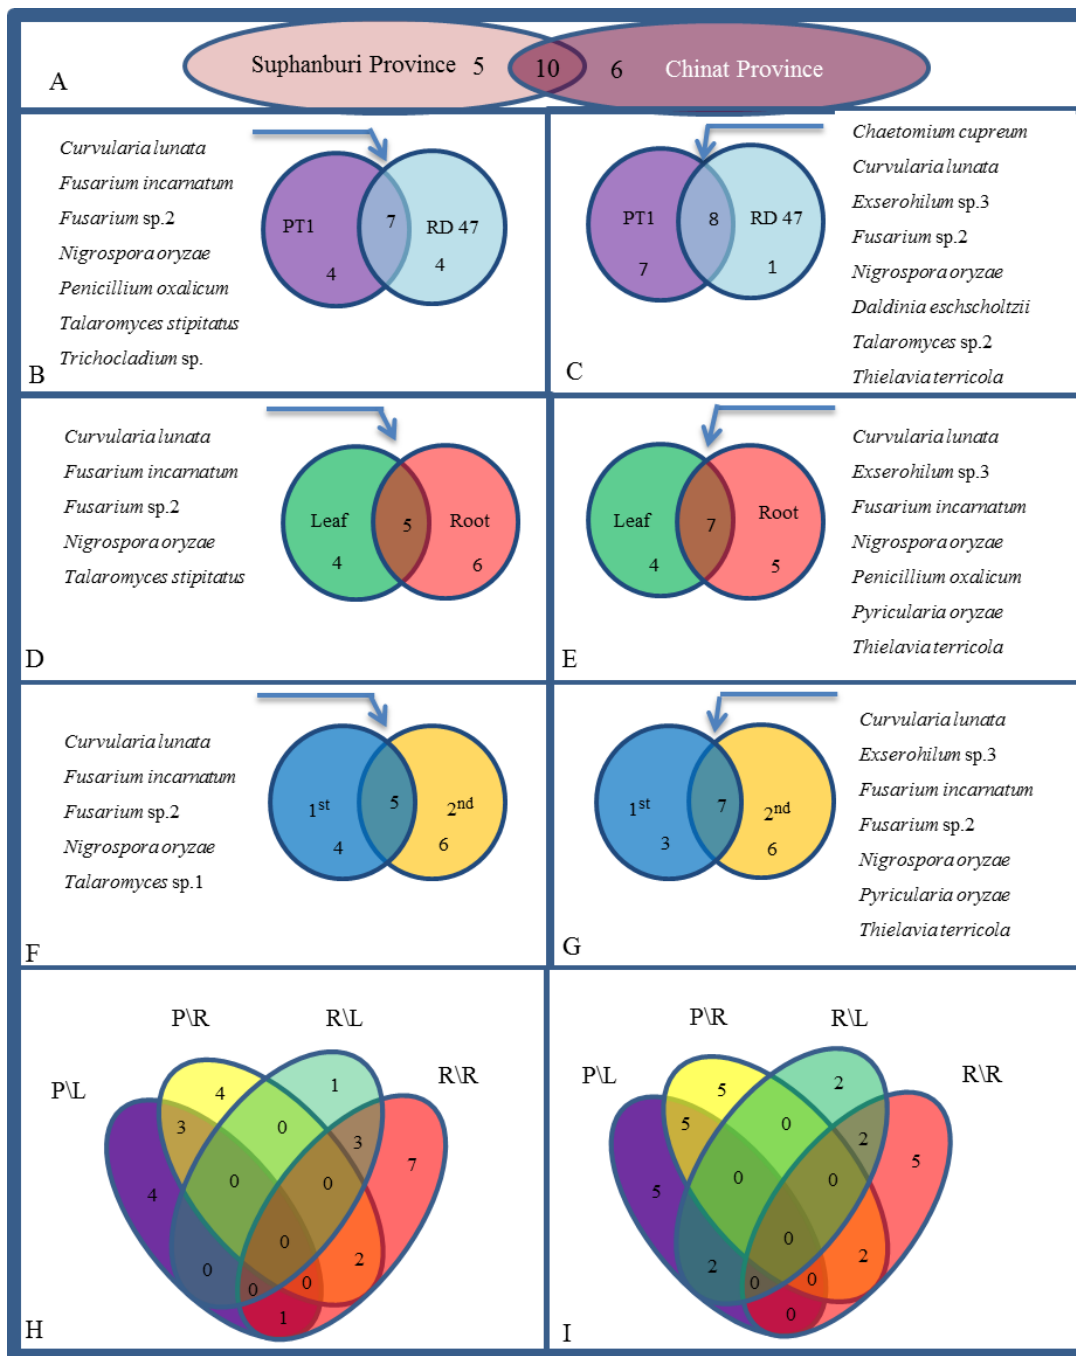 Suphanburi Province 5 10 6 Chinat Province
A
Curvularia lunata
Fusarium incarnatum
Fusarium sp.2
Nigrospora oryzae
Penicillium oxalicum
Talaromyces stipitatus
Trichocladium sp.
PT1 7 RD 47
4 4
B
PT1 8 RD 47
7 1
C
Chaetomium cupreum
Curvularia lunata
Exserohilum sp.3
Fusarium sp.2
Nigrospora oryzae
Daldinia eschscholtzii
Talaromyces sp.2
Thielavia terricola
Curvularia lunata
Fusarium incarnatum
Fusarium sp.2
Nigrospora oryzae
Talaromyces stipitatus
Leaf 5 Root
4 6
D
Leaf 7 Root
4 5
E
Curvularia lunata
Exserohilum sp.3
Fusarium incarnatum
Nigrospora oryzae
Penicillium oxalicum
Pyricularia oryzae
Thielavia terricola
Curvularia lunata
Fusarium incarnatum
Fusarium sp.2
Nigrospora oryzae
Talaromyces sp.1
1st 5 2nd
4 6
F
1st 7 2nd
3 6
G
Curvularia lunata
Exserohilum sp.3
Fusarium incarnatum
Fusarium sp.2
Nigrospora oryzae
Pyricularia oryzae
Thielavia terricola
P\R R\L
P\L R\R
4 1
3 0 3
7
4 0 0
0
0 0 0 2
1
H
P\R R\L
P\L R\R
5 2
5 0 2
5
5 0 0
0
2 0 0 2
0
I